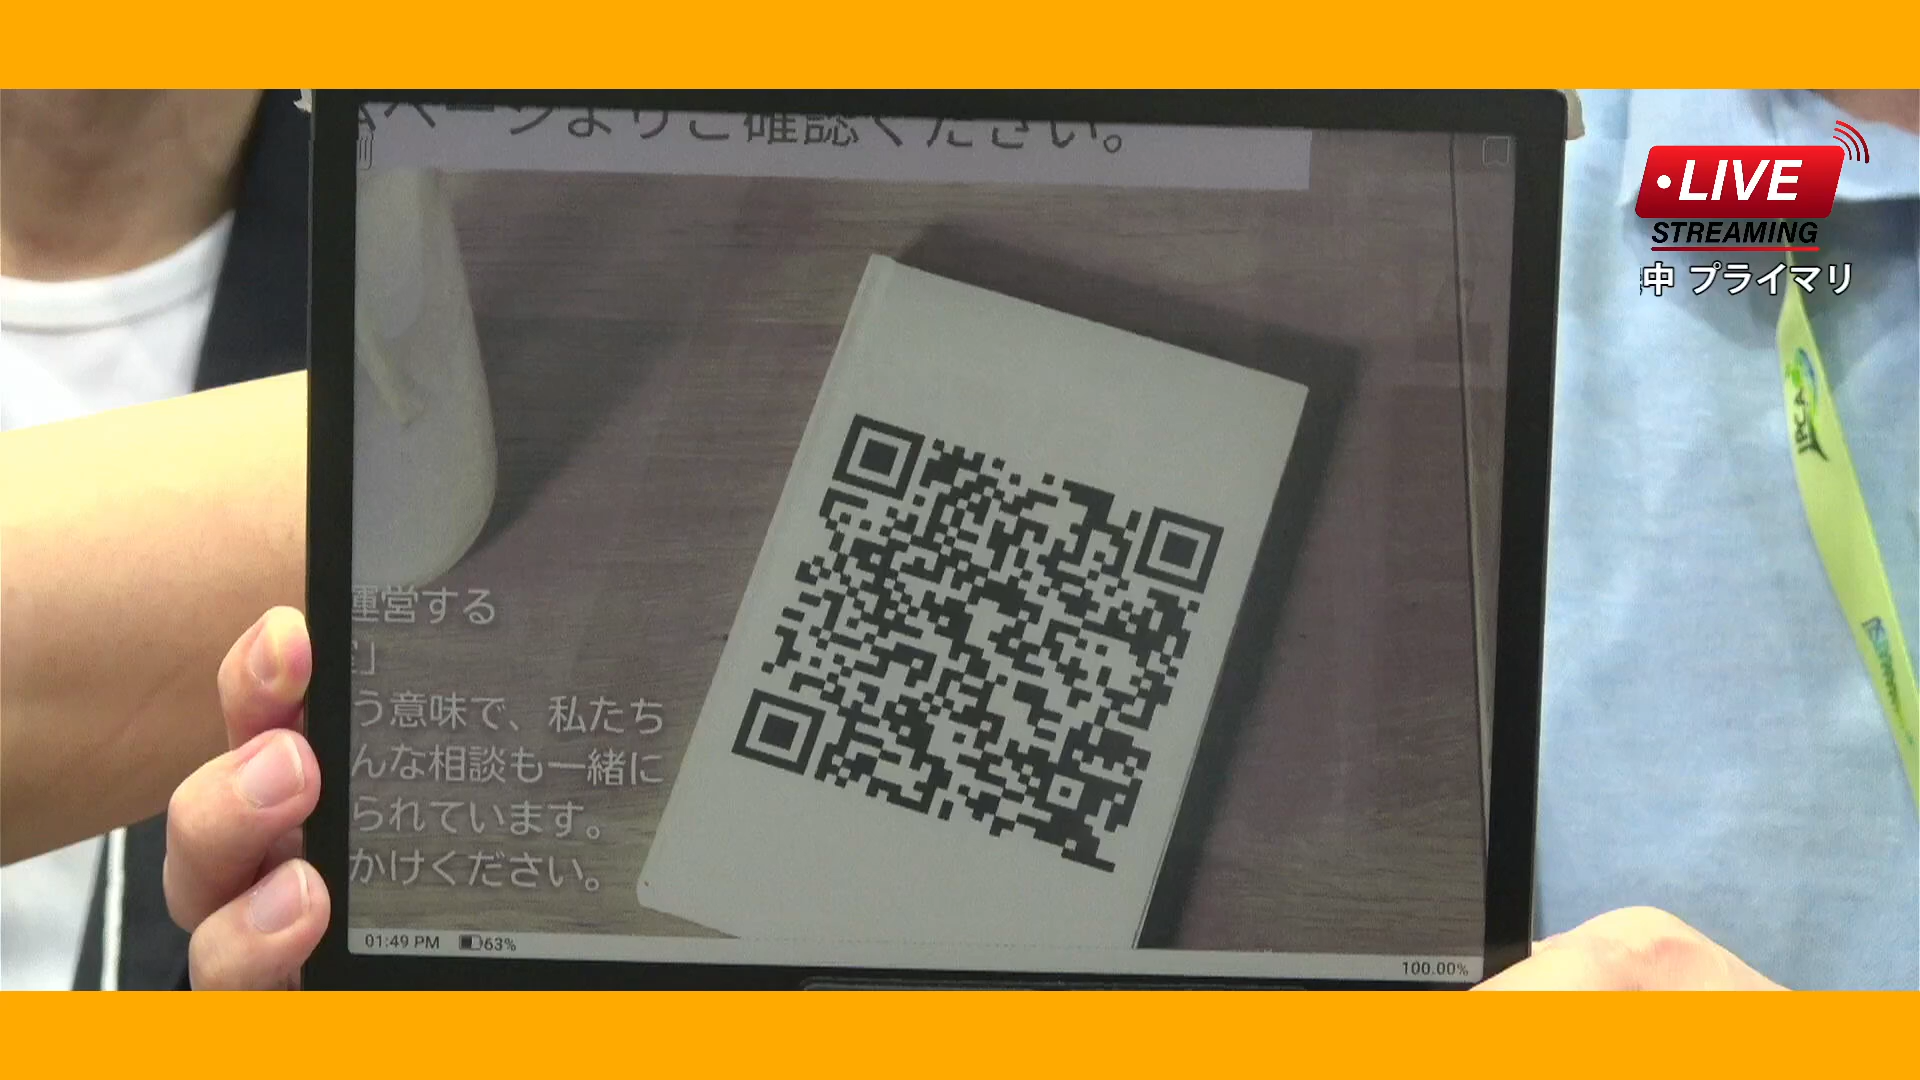 ページよりご確認ください。
LIVE
STREAMING
中 プライマリ
JPCA
運営する
」
う意味で、私たち
んな相談も一緒に
られています。
かけください。
01:49 PM 63%
100.00%